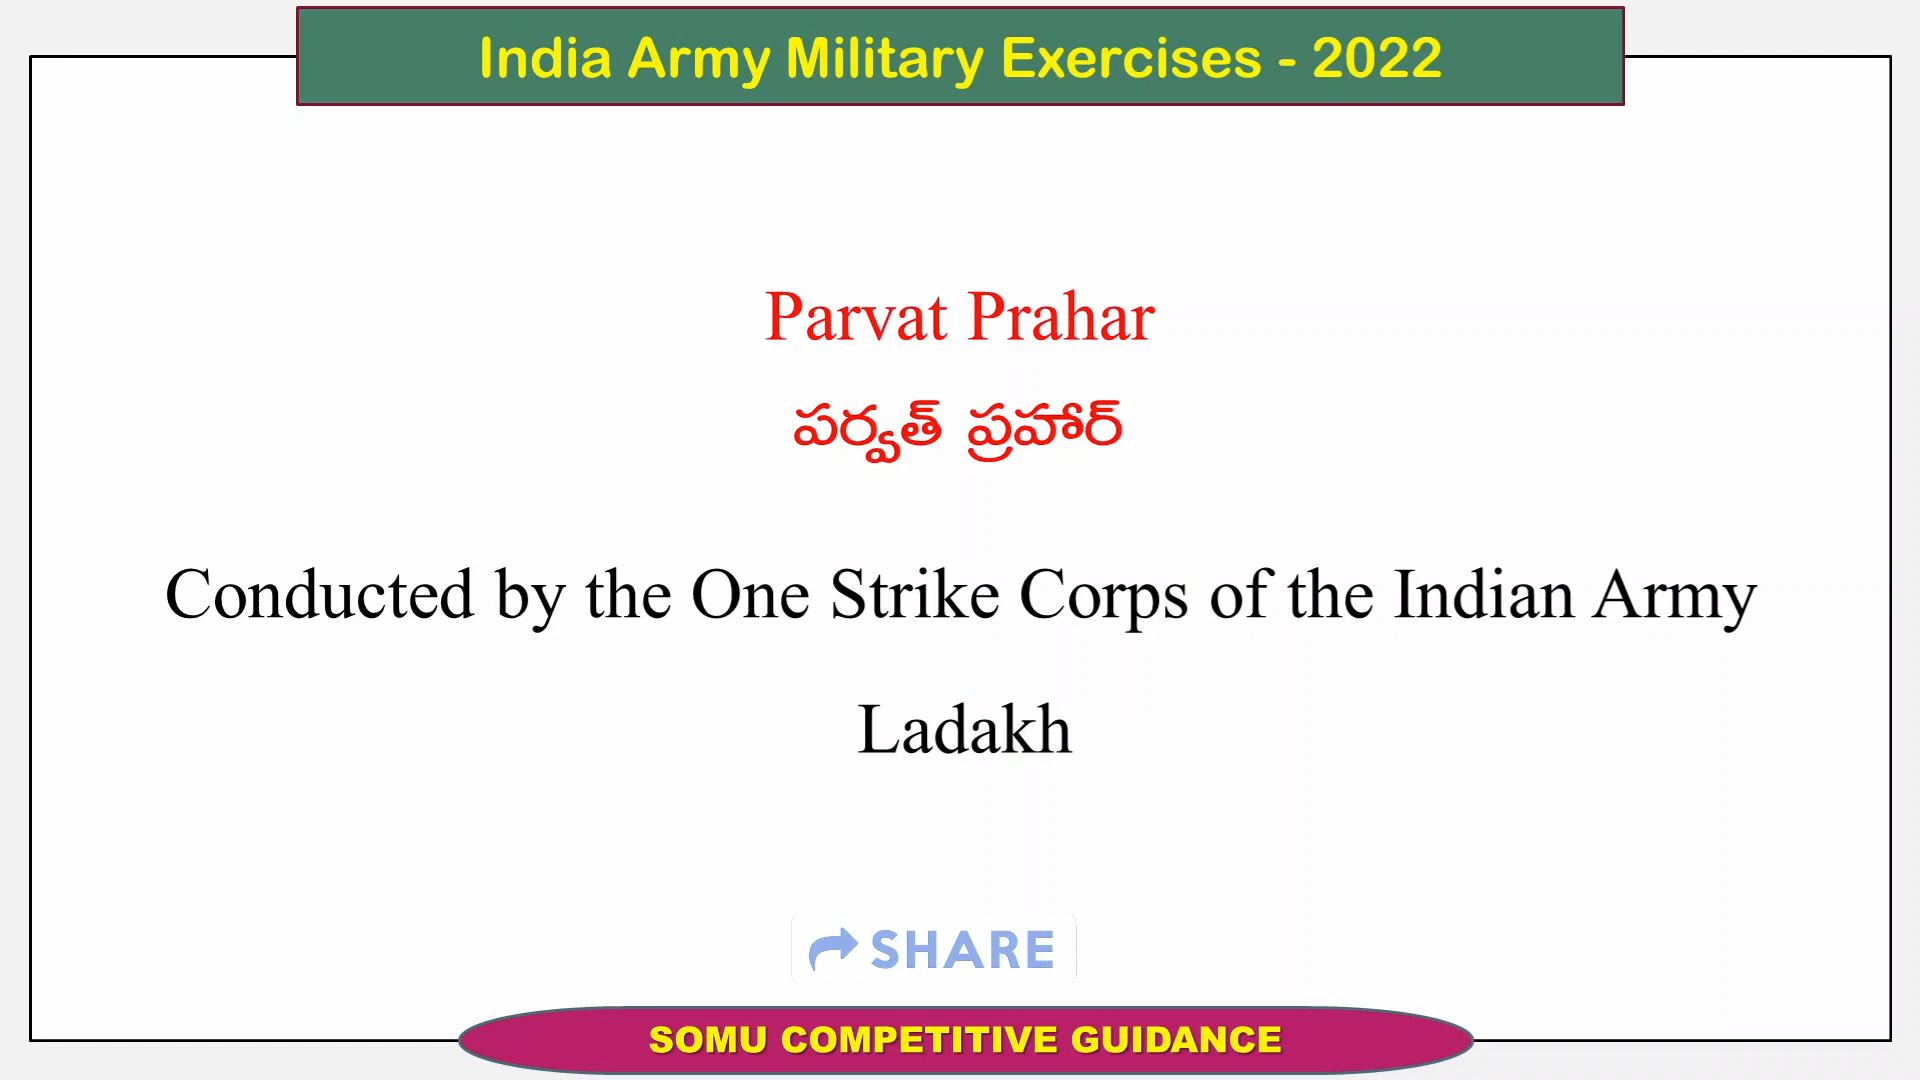 India Army Military Exercises - 2022
Parvat Prahar
పర్వత్ ప్రహార్
Conducted by the One Strike Corps of the Indian Army
Ladakh
SHARE
SOMU COMPETITIVE GUIDANCE